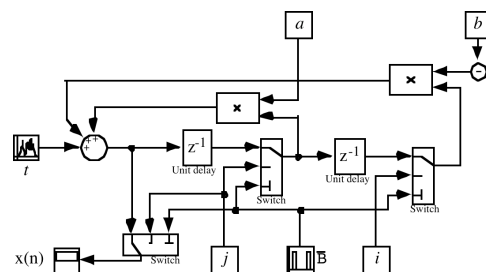 a
b
-
×
×
+
+ +
z-1
z-1
t
Unit delay
Switch
Unit delay
Switch
x(n)
Switch
j
B̅
i